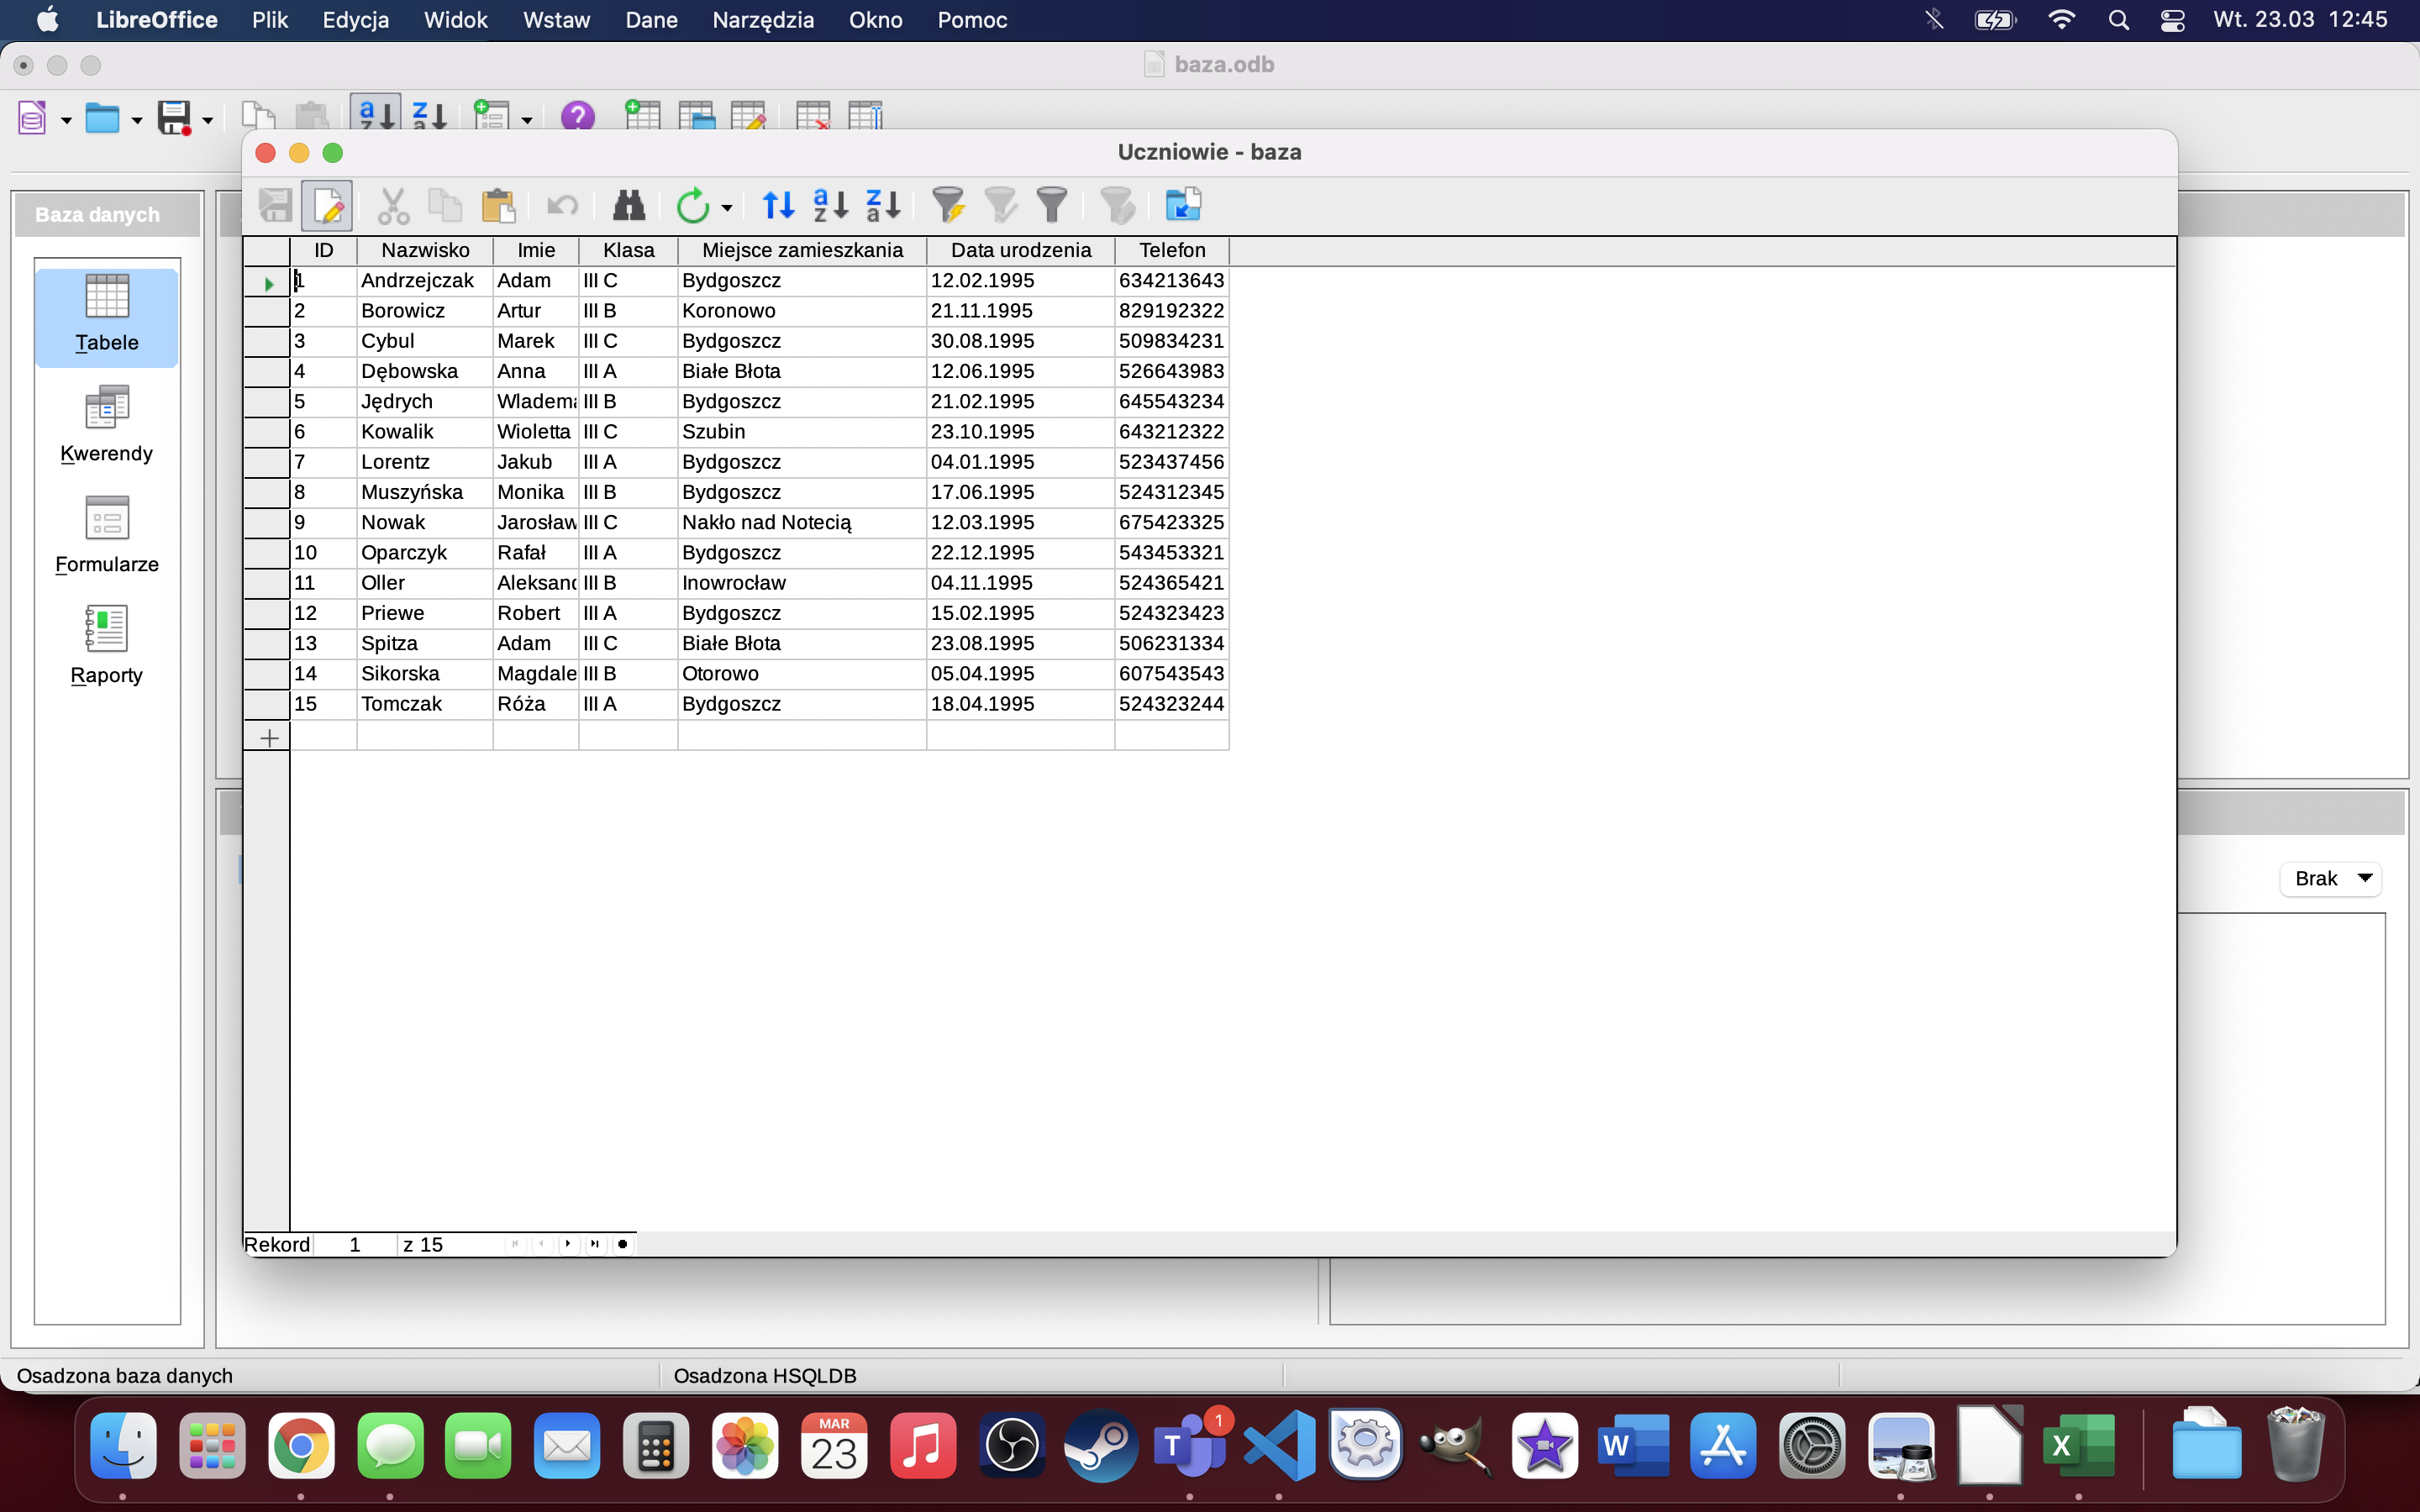 LibreOffice Plik Edycja Widok Wstaw Dane Narzędzia Okno Pomoc Wt. 23.03 12:45
baza.odb
Uczniowie - baza
Baza danych
Tabele
Kwerendy
Formularze
Raporty
ID Nazwisko Imie Klasa Miejsce zamieszkania Data urodzenia Telefon
1 Andrzejczak Adam III C Bydgoszcz 12.02.1995 634213643
2 Borowicz Artur III B Koronowo 21.11.1995 829192322
3 Cybul Marek III C Bydgoszcz 30.08.1995 509834231
4 Dębowska Anna III A Białe Błota 12.06.1995 526643983
5 Jędrych Wladema III B Bydgoszcz 21.02.1995 645543234
6 Kowalik Wioletta III C Szubin 23.10.1995 643212322
7 Lorentz Jakub III A Bydgoszcz 04.01.1995 523437456
8 Muszyńska Monika III B Bydgoszcz 17.06.1995 524312345
9 Nowak Jarosław III C Nakło nad Notecią 12.03.1995 675423325
10 Oparczyk Rafał III A Bydgoszcz 22.12.1995 543453321
11 Oller Aleksand III B Inowrocław 04.11.1995 524365421
12 Priewe Robert III A Bydgoszcz 15.02.1995 524323423
13 Spitza Adam III C Białe Błota 23.08.1995 506231334
14 Sikorska Magdale III B Otorowo 05.04.1995 607543543
15 Tomczak Róża III A Bydgoszcz 18.04.1995 524323244
Brak
Rekord 1 z 15
Osadzona baza danych Osadzona HSQLDB
MAR
23
1
T
W
X